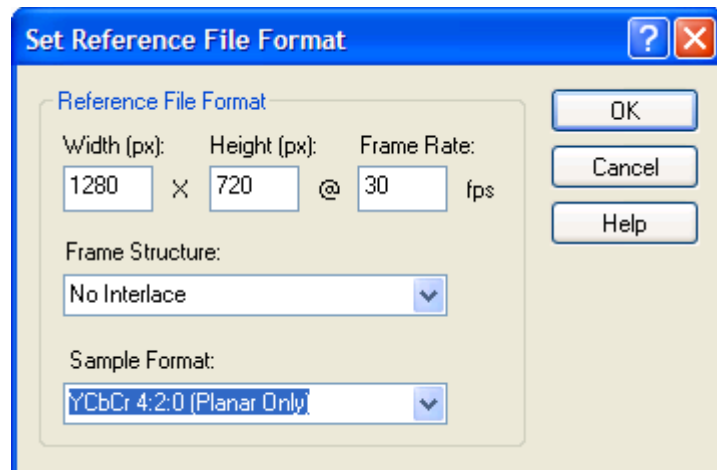 Set Reference File Format
Reference File Format
Width (px): Height (px): Frame Rate:
1280 X 720 @ 30 fps
Frame Structure:
No Interlace
Sample Format:
YCbCr 4:2:0 (Planar Only)
OK
Cancel
Help